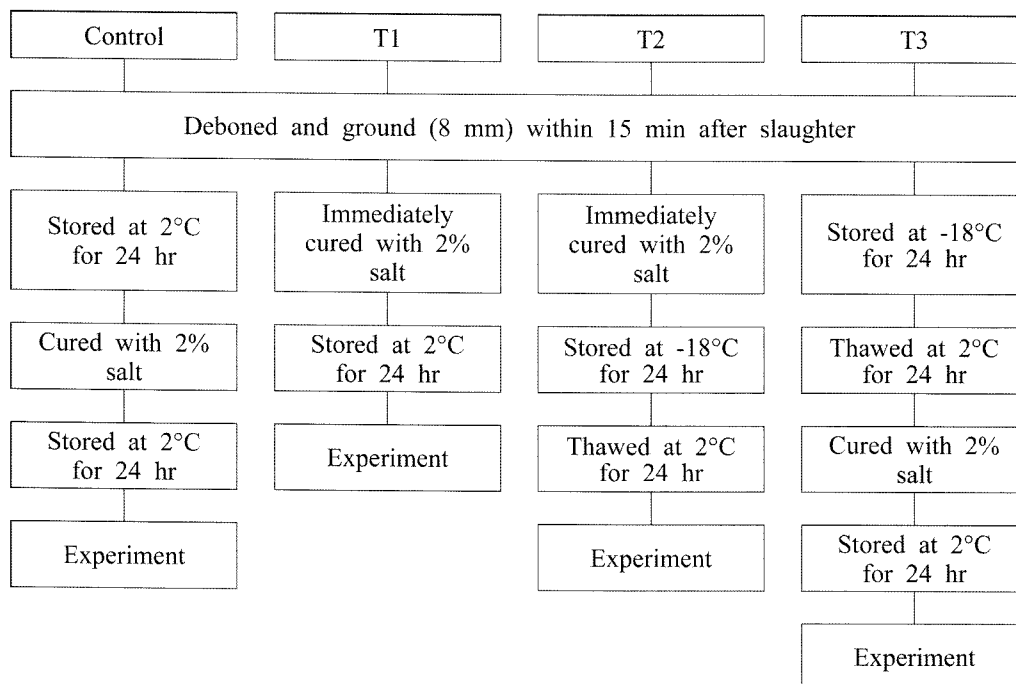 Control
T1
T2
T3
Deboned and ground (8 mm) within 15 min after slaughter
Stored at 2°C
for 24 hr
Cured with 2%
salt
Stored at 2°C
for 24 hr
Experiment
Immediately
cured with 2%
salt
Stored at 2°C
for 24 hr
Experiment
Immediately
cured with 2%
salt
Stored at -18°C
for 24 hr
Thawed at 2°C
for 24 hr
Experiment
Stored at -18°C
for 24 hr
Thawed at 2°C
for 24 hr
Cured with 2%
salt
Stored at 2°C
for 24 hr
Experiment